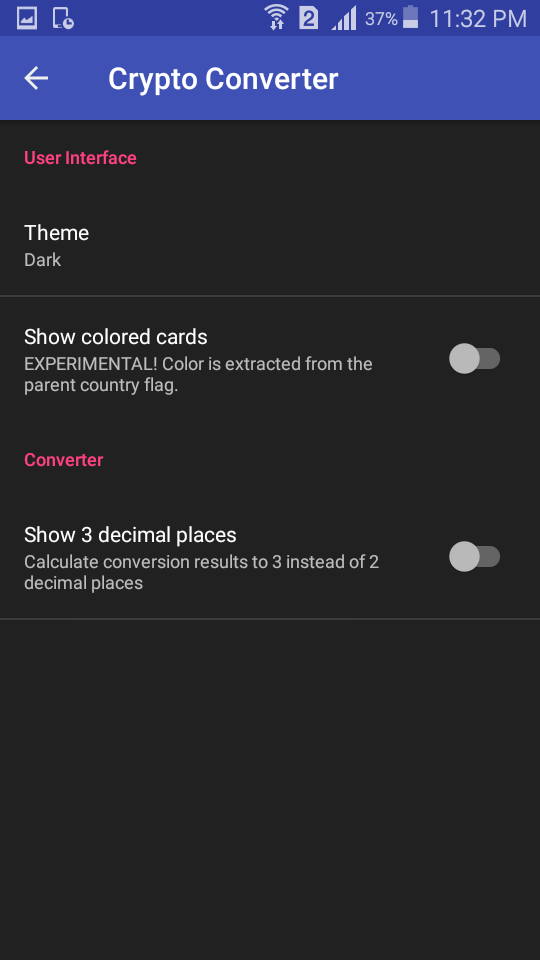 2 37% 11:32 PM
Crypto Converter
User Interface
Theme
Dark
Show colored cards
EXPERIMENTAL! Color is extracted from the
parent country flag.
Converter
Show 3 decimal places
Calculate conversion results to 3 instead of 2
decimal places